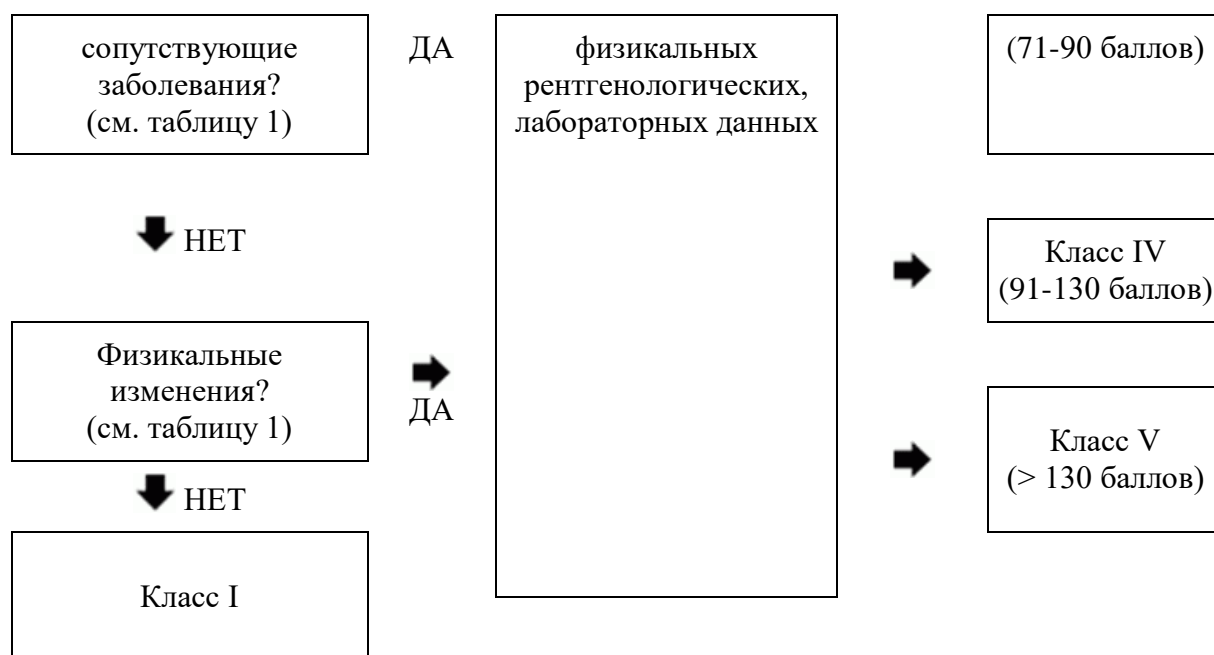 сопутствующие
заболевания?
(см. таблицу 1)
ДА
физикальных
рентгенологических,
лабораторных данных
(71-90 баллов)
НЕТ
Класс IV
(91-130 баллов)
Физикальные
изменения?
(см. таблицу 1)
ДА
Класс V
(> 130 баллов)
НЕТ
Класс I